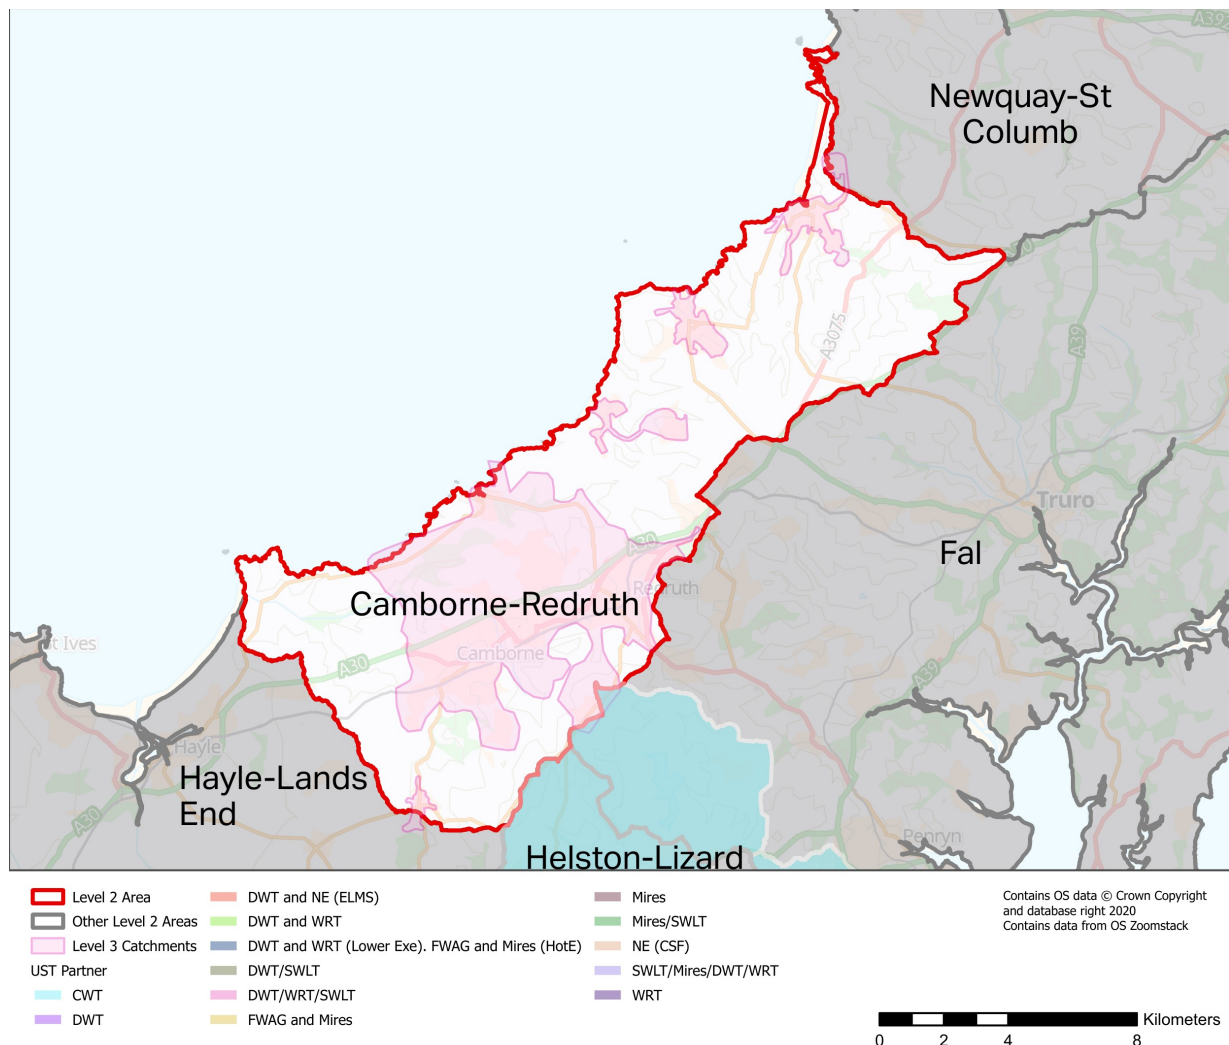 A392
Newquay-St
Columb
A30
A3075
A39
Truro
Fal
A30
Redruth
Camborne-Redruth
Camborne
St Ives
A30
A39
Hayle
Hayle-Lands
End
A30
Penryn
Helston-Lizard
Level 2 Area
Other Level 2 Areas
Level 3 Catchments
UST Partner
CWT
DWT
DWT and NE (ELMS)
DWT and WRT
DWT and WRT (Lower Exe). FWAG and Mires (HotE)
DWT/SWLT
DWT/WRT/SWLT
FWAG and Mires
Mires
Mires/SWLT
NE (CSF)
SWLT/Mires/DWT/WRT
WRT
Contains OS data © Crown Copyright
and database right 2020
Contains data from OS Zoomstack
Kilometers
0 2 4 8